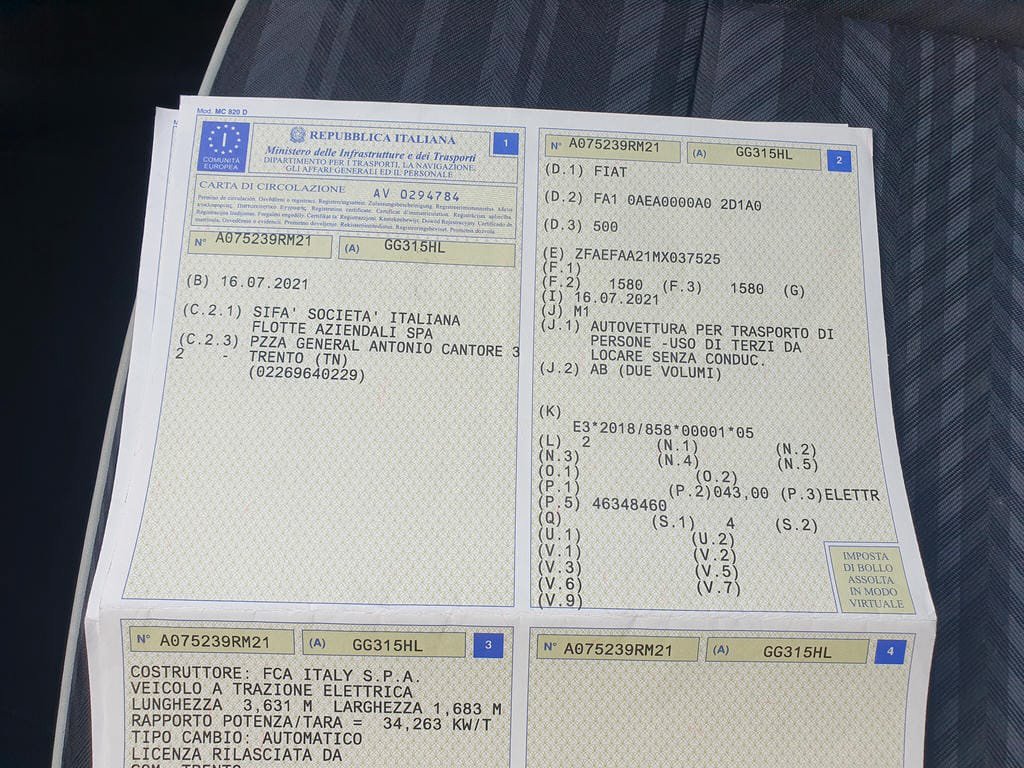 Mod. MC 820 D
COMUNITÀ
EUROPEA
I
REPUBBLICA ITALIANA
Ministero delle Infrastrutture e dei Trasporti
DIPARTIMENTO PER I TRASPORTI, LA NAVIGAZIONE,
GLI AFFARI GENERALI ED IL PERSONALE
1
CARTA DI CIRCOLAZIONE AV 0294784
N° A075239RM21 (A) GG315HL
(B) 16.07.2021
(C.2.1) SIFA' SOCIETA' ITALIANA
FLOTTE AZIENDALI SPA
(C.2.3) PZZA GENERAL ANTONIO CANTORE 3
2 - TRENTO (TN)
(02269640229)
N° A075239RM21 (A) GG315HL 2
(D.1) FIAT
(D.2) FA1 0AEA0000A0 2D1A0
(D.3) 500
(E) ZFAEFAA21MX037525
(F.1)
(F.2) 1580 (F.3) 1580 (G)
(I) 16.07.2021
(J) M1
(J.1) AUTOVETTURA PER TRASPORTO DI
PERSONE -USO DI TERZI DA
LOCARE SENZA CONDUC.
(J.2) AB (DUE VOLUMI)
(K)
E3*2018/858*00001*05
(L) 2 (N.1) (N.2)
(N.3) (N.4) (N.5)
(O.1) (O.2)
(P.1) (P.2)043,00 (P.3)ELETTR
(P.5) 46348460
(Q) (S.1) 4 (S.2)
(U.1) (U.2)
(V.1) (V.2)
(V.3) (V.5)
(V.6) (V.7)
(V.9)
IMPOSTA
DI BOLLO
ASSOLTA
IN MODO
VIRTUALE
N° A075239RM21 (A) GG315HL 3
COSTRUTTORE: FCA ITALY S.P.A.
VEICOLO A TRAZIONE ELETTRICA
LUNGHEZZA 3,631 M LARGHEZZA 1,683 M
RAPPORTO POTENZA/TARA = 34,263 KW/T
TIPO CAMBIO: AUTOMATICO
LICENZA RILASCIATA DA
COM. TRENTO
N° A075239RM21 (A) GG315HL 4